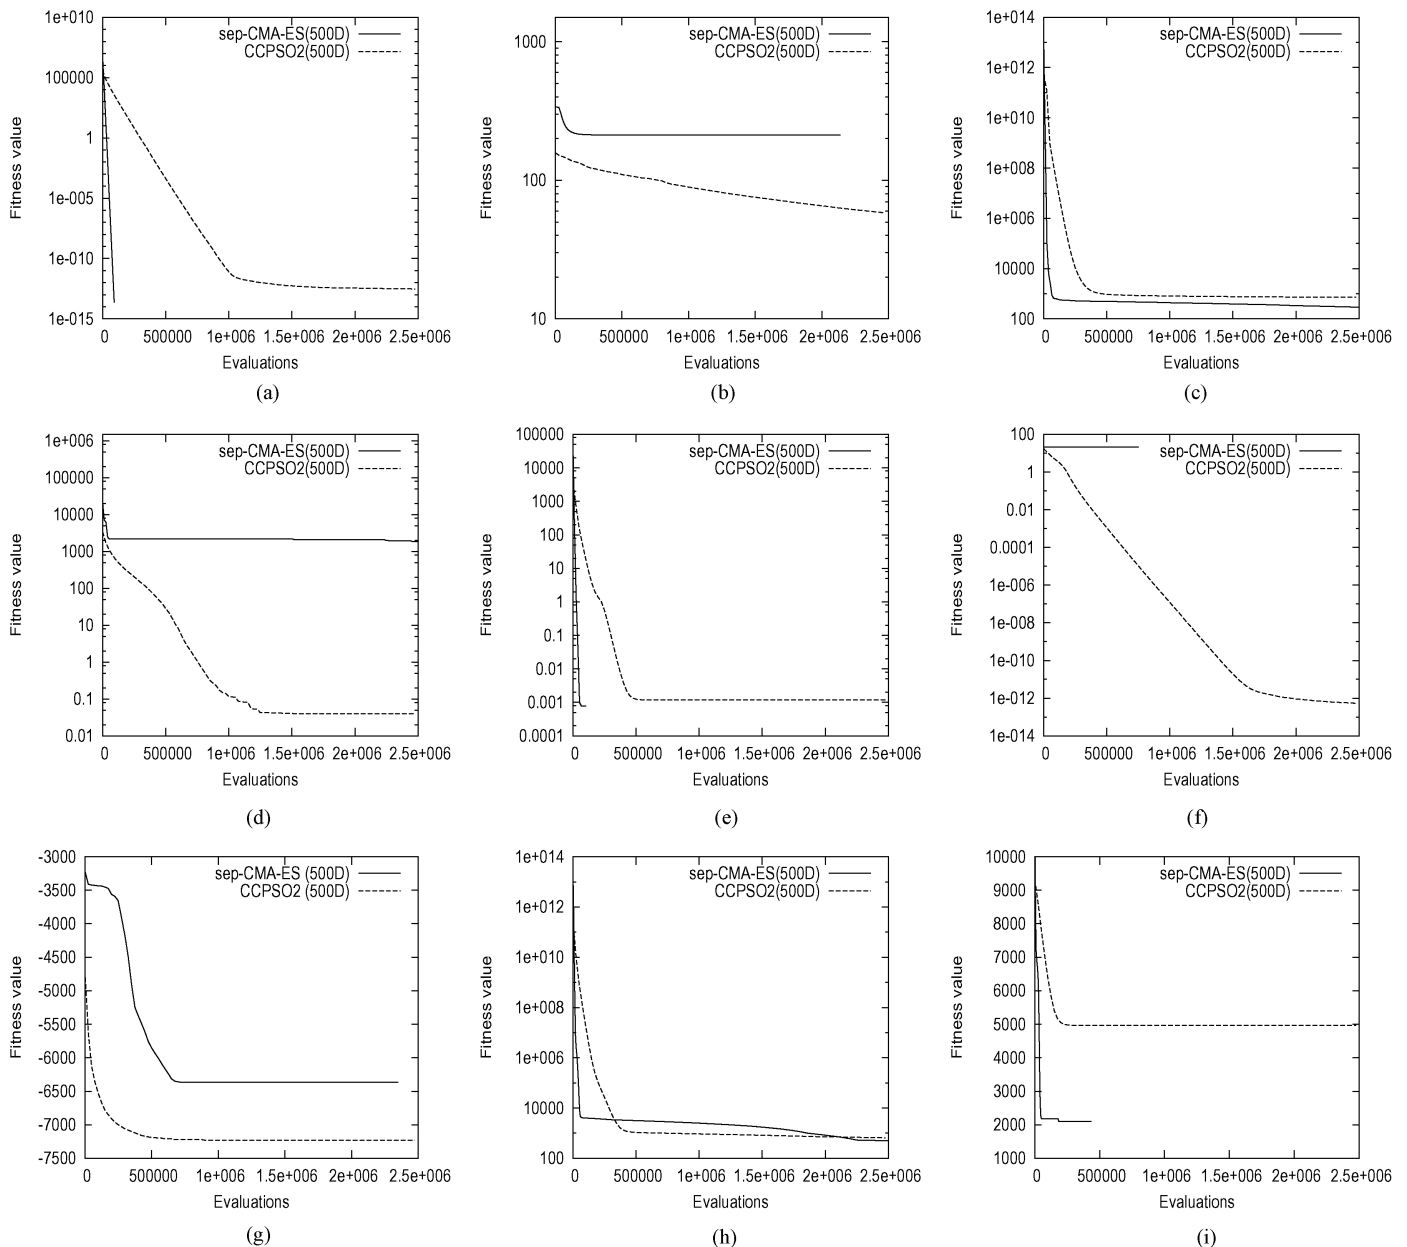 1e+010
100000
1
1e-005
1e-010
1e-015
Fitness value
sep-CMA-ES(500D)
CCPSO2(500D)
0 500000 1e+006 1.5e+006 2e+006 2.5e+006
Evaluations
(a)
1000
100
10
Fitness value
sep-CMA-ES(500D)
CCPSO2(500D)
0 500000 1e+006 1.5e+006 2e+006 2.5e+006
Evaluations
(b)
1e+014
1e+012
1e+010
1e+008
1e+006
10000
100
Fitness value
sep-CMA-ES(500D)
CCPSO2(500D)
0 500000 1e+006 1.5e+006 2e+006 2.5e+006
Evaluations
(c)
1e+006
100000
10000
1000
100
10
1
0.1
0.01
Fitness value
sep-CMA-ES(500D)
CCPSO2(500D)
0 500000 1e+006 1.5e+006 2e+006 2.5e+006
Evaluations
(d)
100000
10000
1000
100
10
1
0.1
0.01
0.001
0.0001
Fitness value
sep-CMA-ES(500D)
CCPSO2(500D)
0 500000 1e+006 1.5e+006 2e+006 2.5e+006
Evaluations
(e)
100
1
0.01
0.0001
1e-006
1e-008
1e-010
1e-012
1e-014
Fitness value
sep-CMA-ES(500D)
CCPSO2(500D)
0 500000 1e+006 1.5e+006 2e+006 2.5e+006
Evaluations
(f)
-3000
-3500
-4000
-4500
-5000
-5500
-6000
-6500
-7000
-7500
Fitness value
sep-CMA-ES (500D)
CCPSO2 (500D)
0 500000 1e+006 1.5e+006 2e+006 2.5e+006
Evaluations
(g)
1e+014
1e+012
1e+010
1e+008
1e+006
10000
100
Fitness value
sep-CMA-ES(500D)
CCPSO2(500D)
0 500000 1e+006 1.5e+006 2e+006 2.5e+006
Evaluations
(h)
10000
9000
8000
7000
6000
5000
4000
3000
2000
1000
Fitness value
sep-CMA-ES(500D)
CCPSO2(500D)
0 500000 1e+006 1.5e+006 2e+006 2.5e+006
Evaluations
(i)